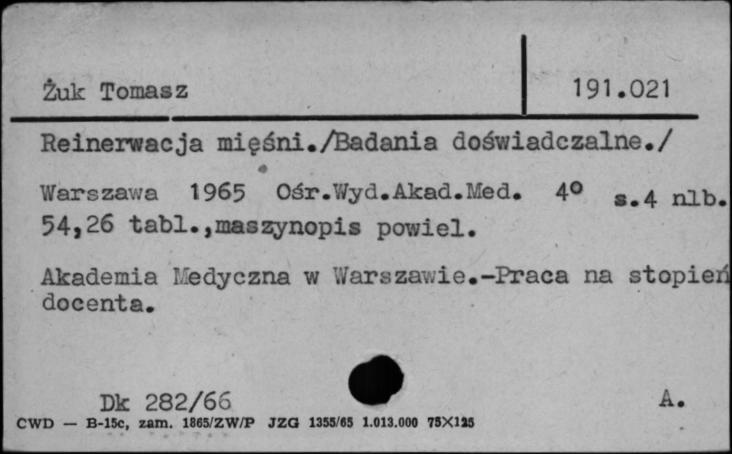 Żuk Tomasz 191.021
Reinerwacja mięśni./Badania doświadczalne./
Warszawa 1965 Ośr.Wyd.Akad.Med. 4° s.4 nlb.
54,26 tabl.,maszynopis powiel.
Akademia Medyczna w Warszawie.-Praca na stopień
docenta.
Dk 282/66 A.
CWD — B-15c, zam. 1865/ZW/P JZG 1355/65 1.013.000 75X125